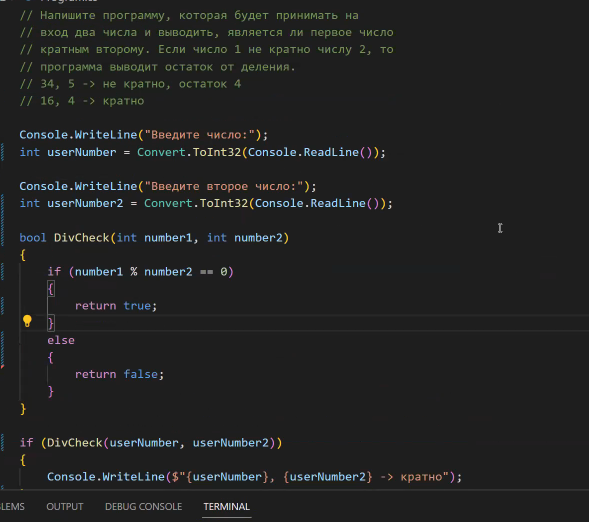 // Напишите программу, которая будет принимать на
// вход два числа и выводить, является ли первое число
// кратным второму. Если число 1 не кратно числу 2, то
// программа выводит остаток от деления.
// 34, 5 -> не кратно, остаток 4
// 16, 4 -> кратно
Console.WriteLine("Введите число:");
int userNumber = Convert.ToInt32(Console.ReadLine());
Console.WriteLine("Введите второе число:");
int userNumber2 = Convert.ToInt32(Console.ReadLine());
bool DivCheck(int number1, int number2)
{
if (number1 % number2 == 0)
{
return true;
}
else
{
return false;
}
}
if (DivCheck(userNumber, userNumber2))
{
Console.WriteLine($"{userNumber}, {userNumber2} -> кратно");
OUTPUT DEBUG CONSOLE TERMINAL